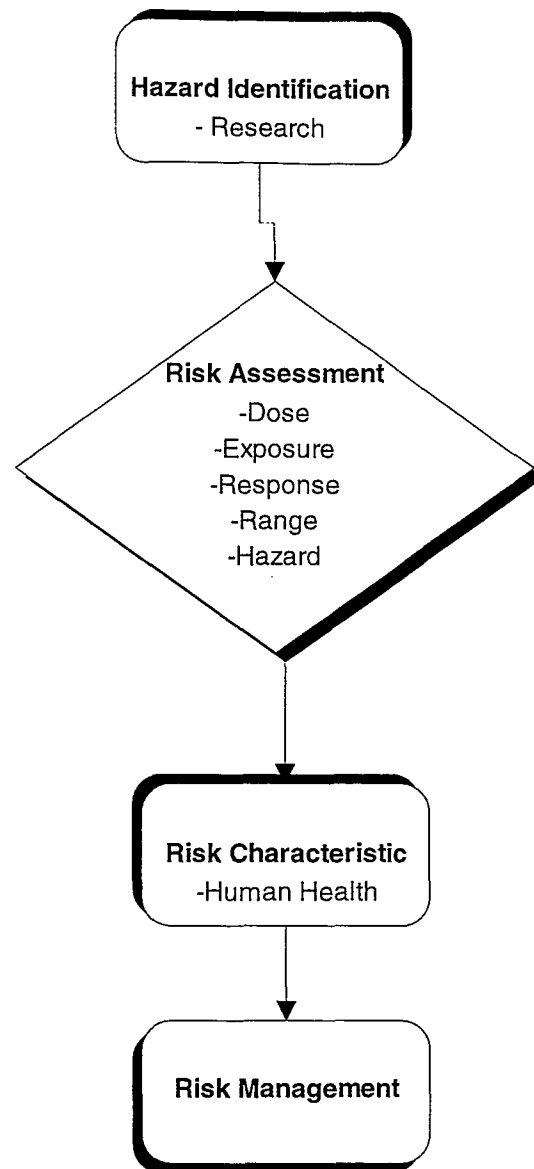 Hazard Identification
- Research
Risk Assessment
-Dose
-Exposure
-Response
-Range
-Hazard
Risk Characteristic
-Human Health
Risk Management